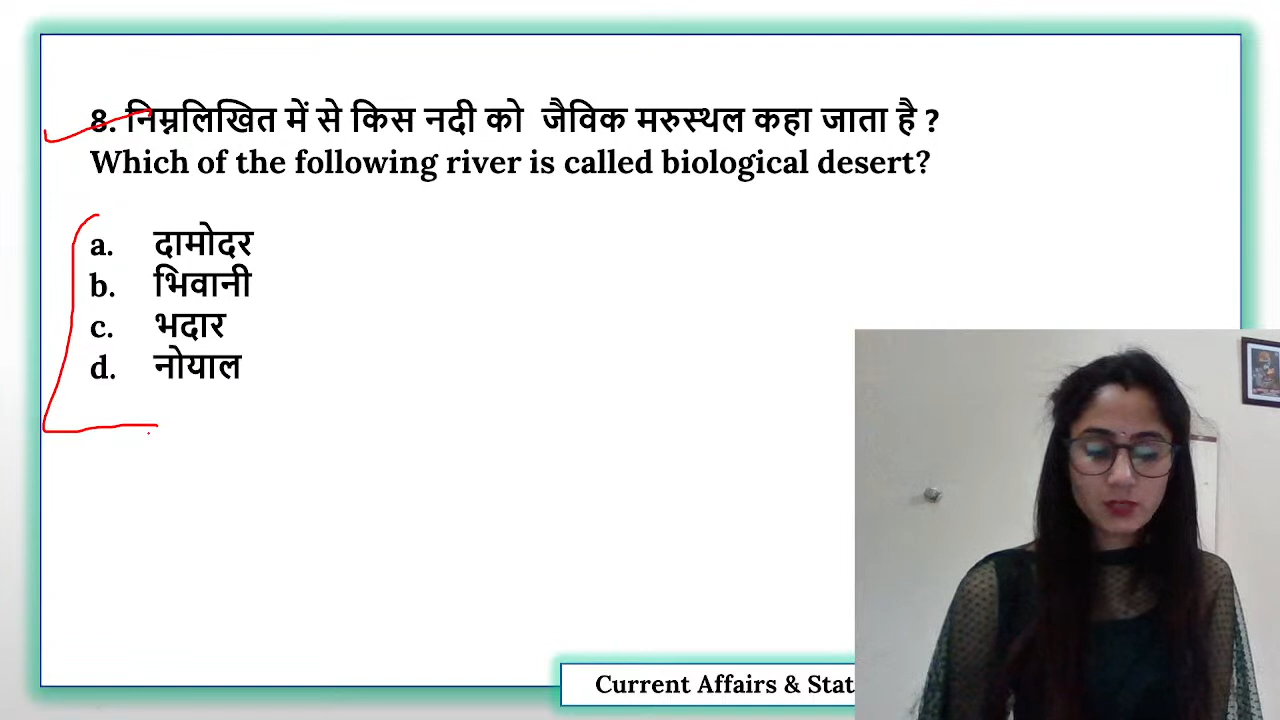 8. निम्नलिखित में से किस नदी को जैविक मरुस्थल कहा जाता है ?
Which of the following river is called biological desert?
a. दामोदर
b. भिवानी
c. भदार
d. नोयाल
Current Affairs & Stat